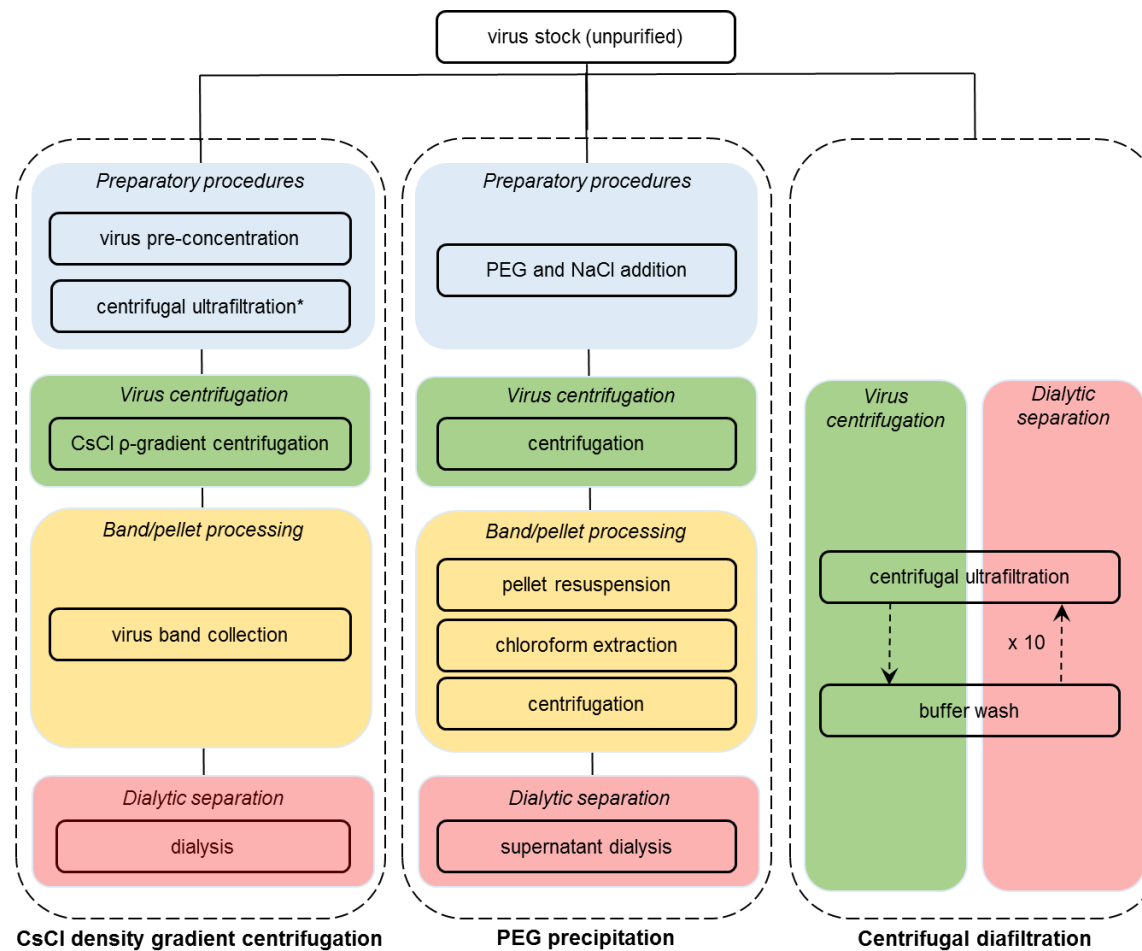 virus stock (unpurified)
Preparatory procedures
virus pre-concentration
centrifugal ultrafiltration*
Virus centrifugation
CsCl ρ-gradient centrifugation
Band/pellet processing
virus band collection
Dialytic separation
dialysis
CsCl density gradient centrifugation
Preparatory procedures
PEG and NaCl addition
Virus centrifugation
centrifugation
Band/pellet processing
pellet resuspension
chloroform extraction
centrifugation
Dialytic separation
supernatant dialysis
PEG precipitation
Virus
centrifugation
Dialytic
separation
centrifugal ultrafiltration
x 10
buffer wash
Centrifugal diafiltration